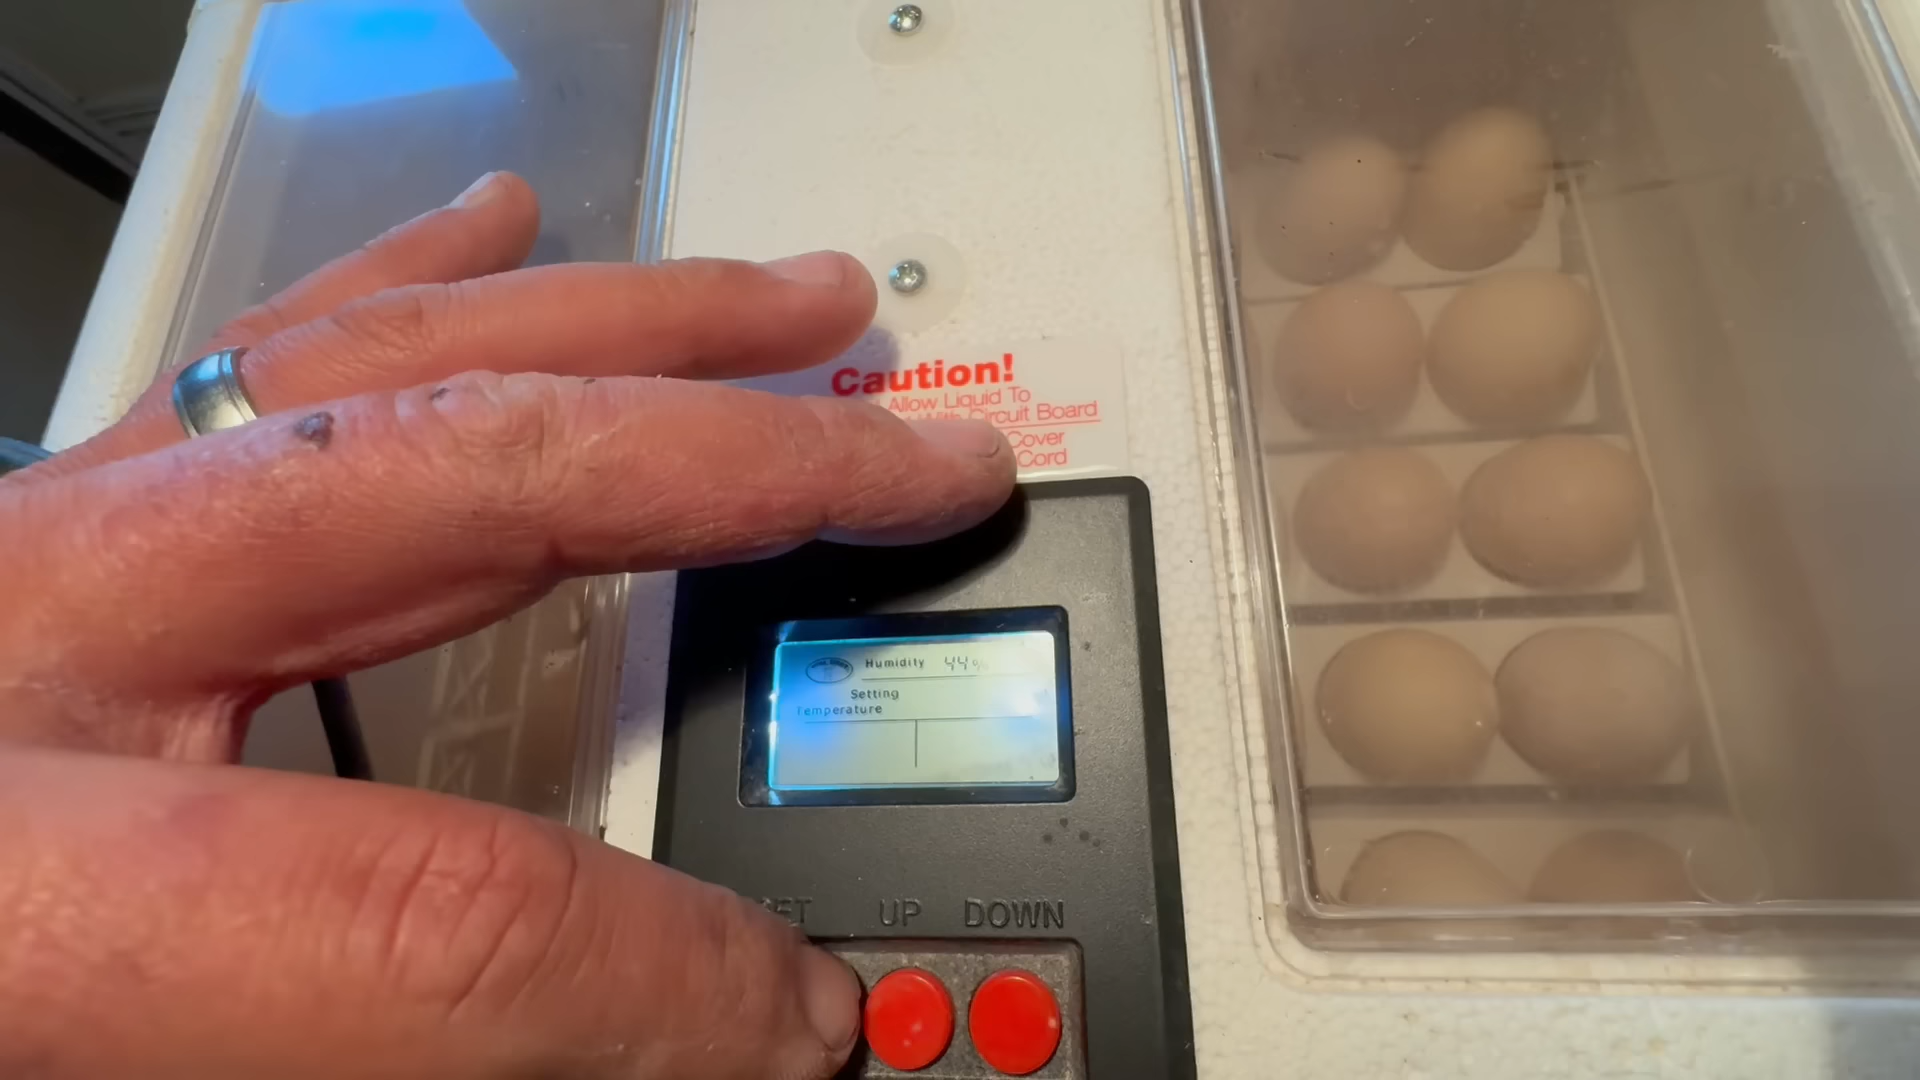 Caution!
Allow Liquid To
With Circuit Board
Cover
Cord
Humidity 44%
Setting
Temperature
UP DOWN